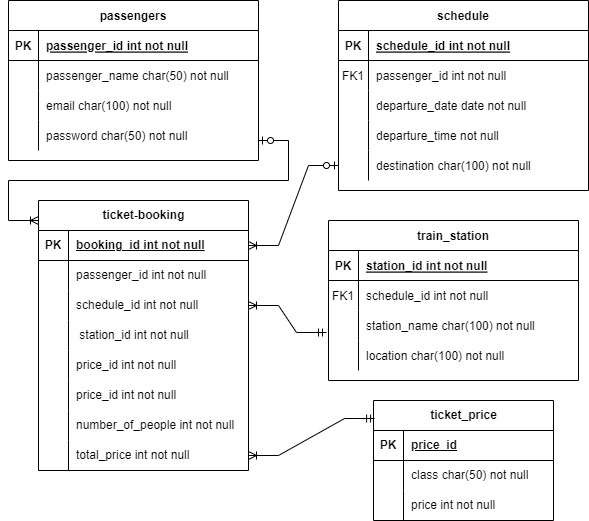 passengers
PK passenger_id int not null
passenger_name char(50) not null
email char(100) not null
password char(50) not null
schedule
PK schedule_id int not null
FK1 passenger_id int not null
departure_date date not null
departure_time not null
destination char(100) not null
ticket-booking
PK booking_id int not null
passenger_id int not null
schedule_id int not null
station_id int not null
price_id int not null
price_id int not null
number_of_people int not null
total_price int not null
train_station
PK station_id int not null
FK1 schedule_id int not null
station_name char(100) not null
location char(100) not null
ticket_price
PK price_id
class char(50) not null
price int not null